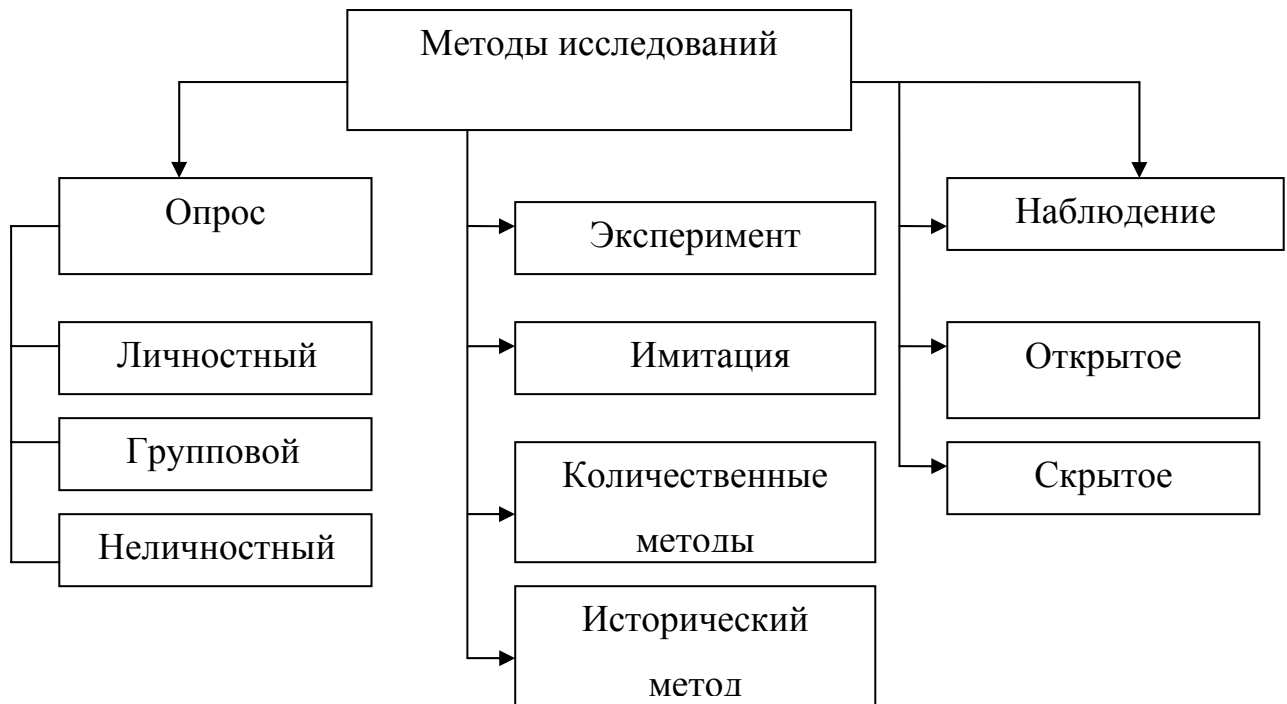 Методы исследований
Опрос
Личностный
Групповой
Неличностный
Эксперимент
Имитация
Количественные
методы
Исторический
метод
Наблюдение
Открытое
Скрытое